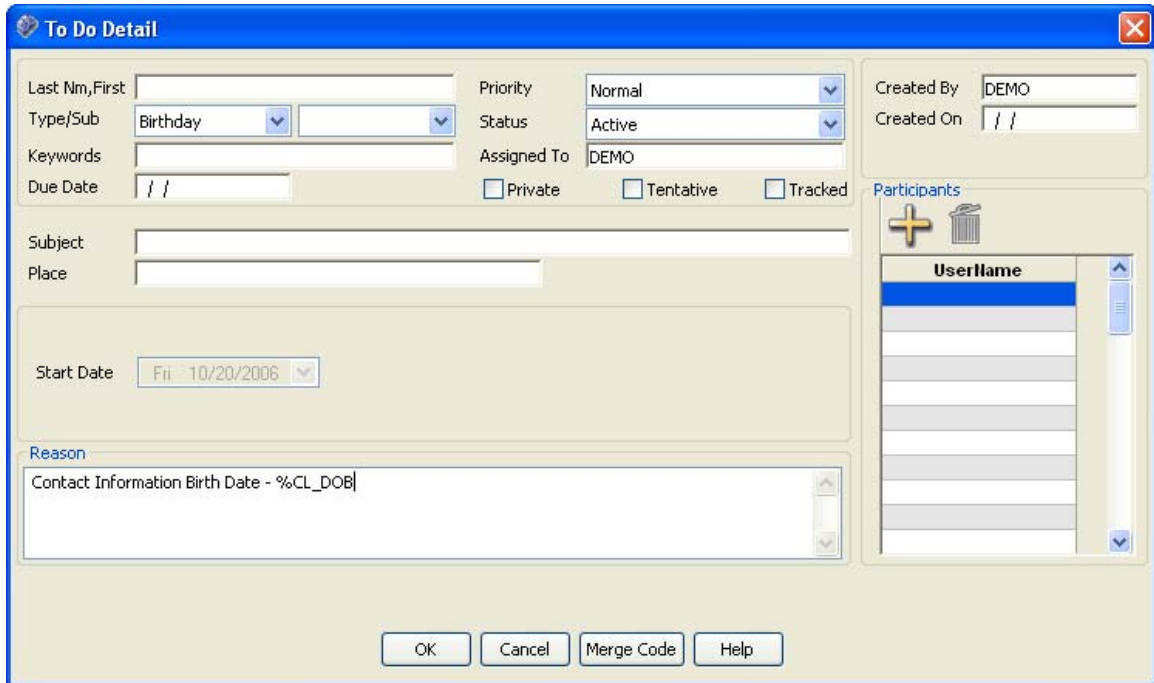 To Do Detail
Last Nm,First
Priority Normal
Created By DEMO
Type/Sub Birthday
Status Active
Created On / /
Keywords
Assigned To DEMO
Due Date / /
Private Tentative Tracked
Participants
Subject
Place
UserName
Start Date Fri 10/20/2006
Reason
Contact Information Birth Date - %CL_DOB
OK Cancel Merge Code Help